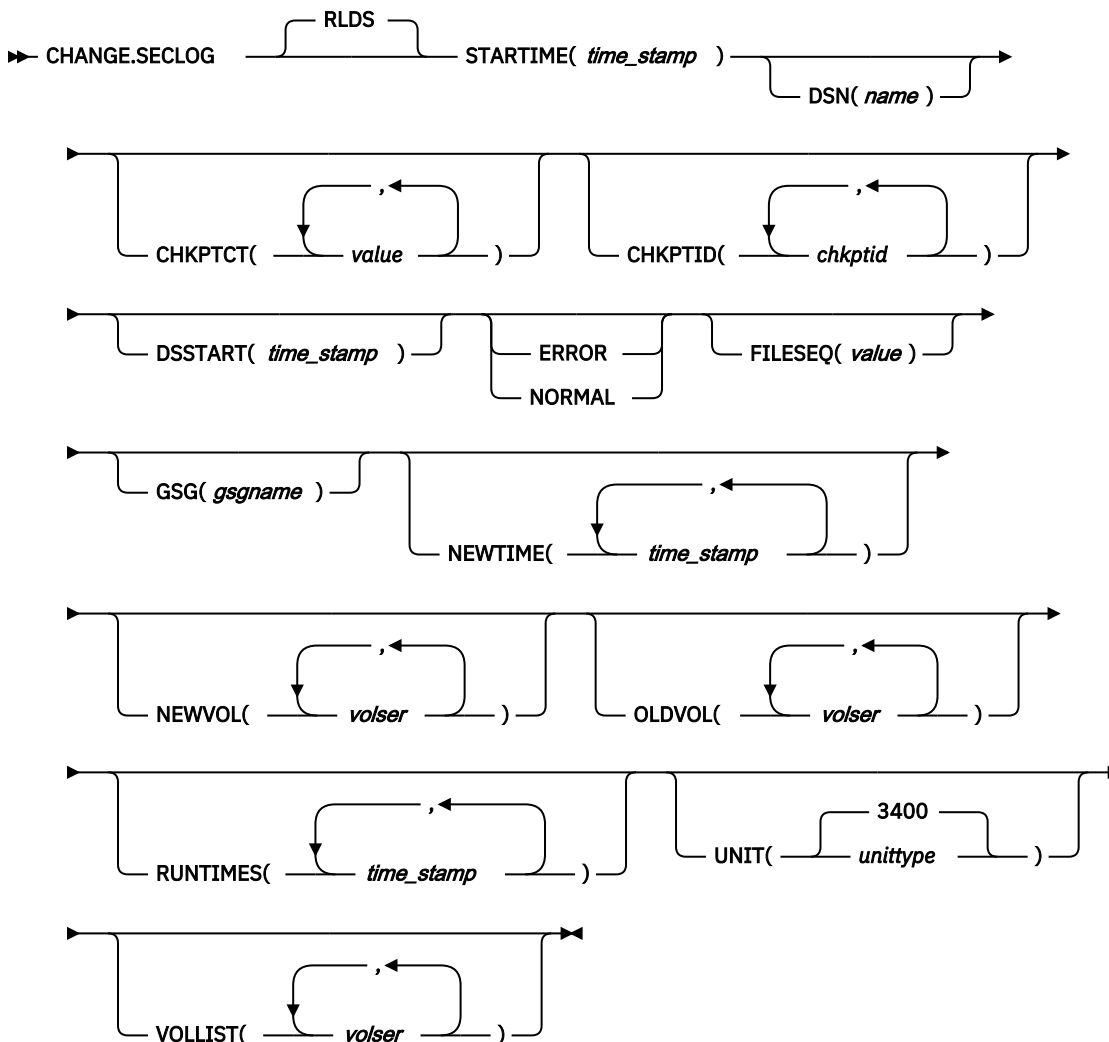 RLDS
CHANGE.SECLOG STARTIME( time_stamp )
DSN( name )
, ,
CHKPTCT( value ) CHKPTID( chkptid )
DSSTART( time_stamp ) ERROR FILESEQ( value )
NORMAL
GSG( gsgname )
,
NEWTIME( time_stamp )
, ,
NEWVOL( volser ) OLDVOL( volser )
, 3400
RUNTIMES( time_stamp ) UNIT( unittype )
,
VOLLIST( volser )